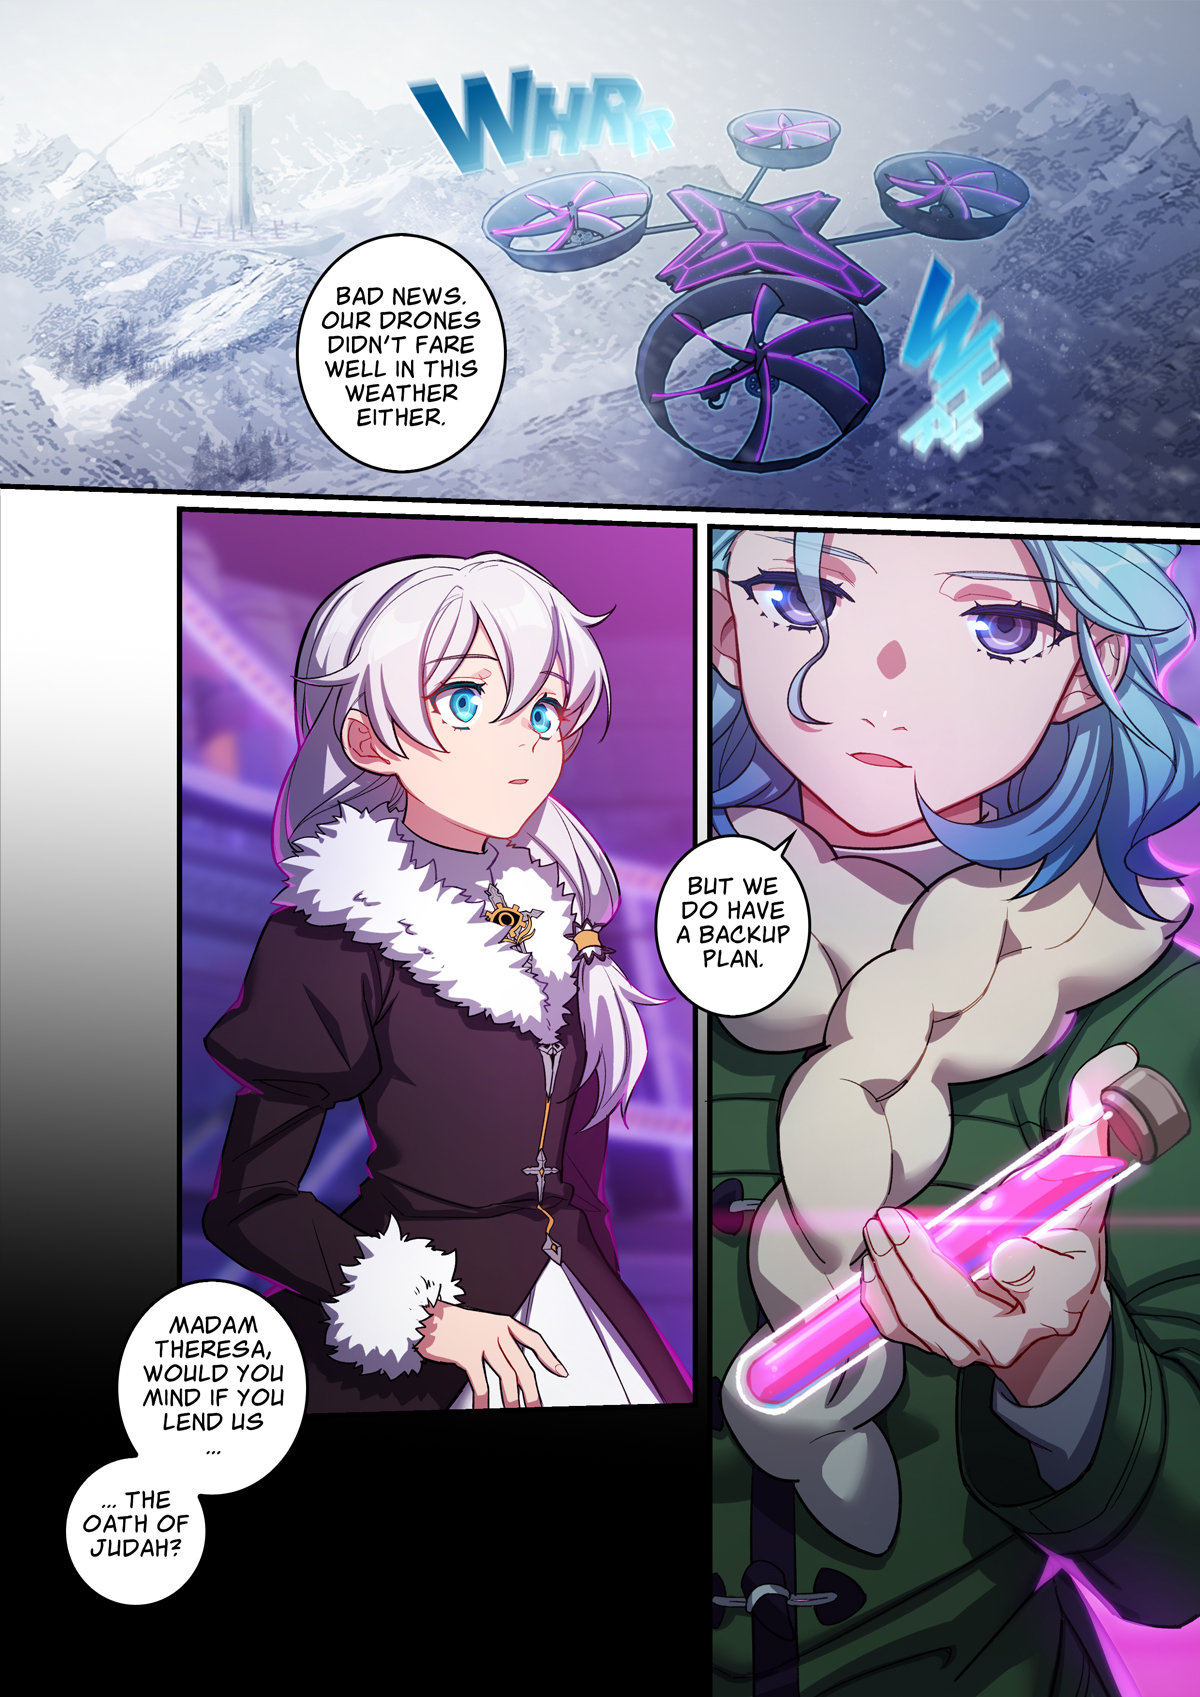 WHRR
BAD NEWS.
OUR DRONES
DIDN'T FARE
WELL IN THIS
WEATHER
EITHER.
WHRR
BUT WE
DO HAVE
A BACKUP
PLAN.
MADAM
THERESA,
WOULD YOU
MIND IF YOU
LEND US
...
... THE
OATH OF
JUDAH?